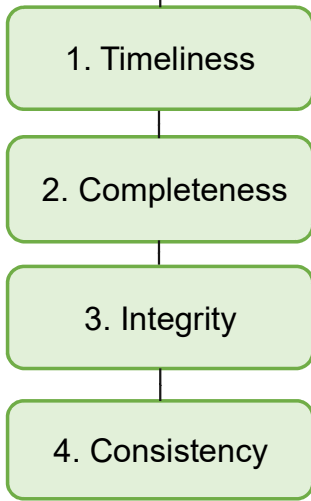 1. Timeliness
2. Completeness
3. Integrity
4. Consistency